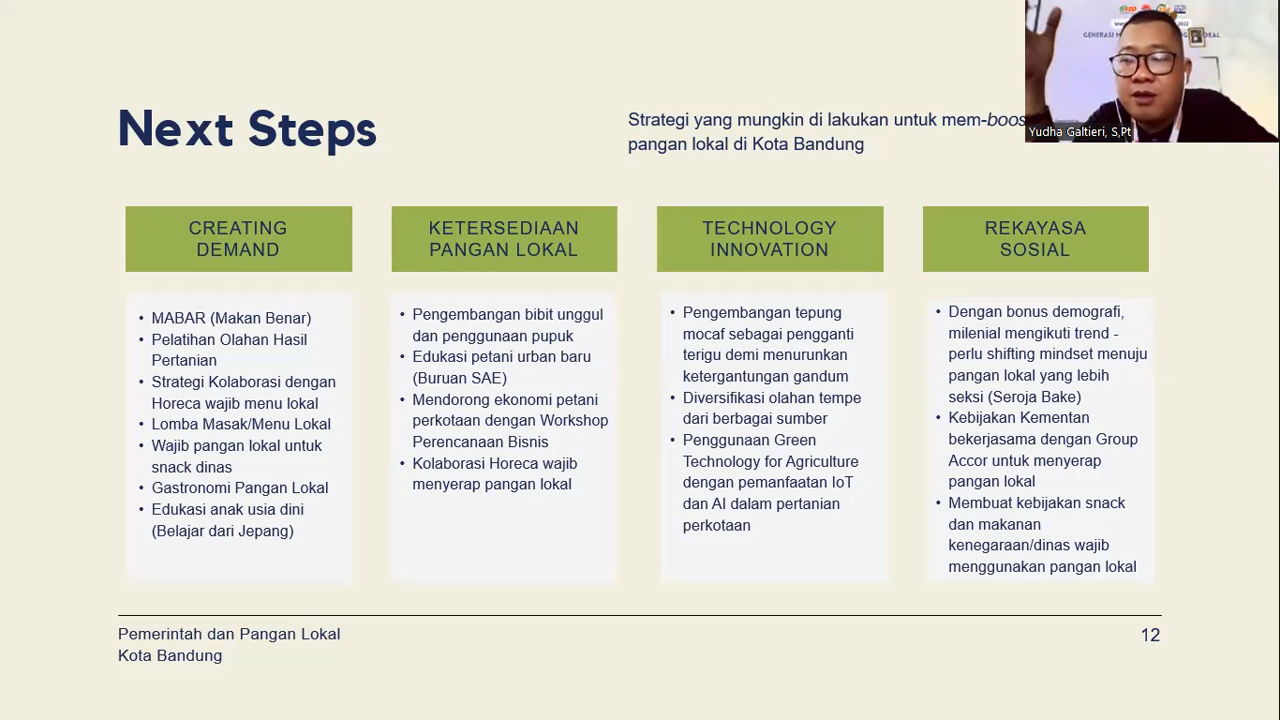 Next Steps
Strategi yang mungkin di lakukan untuk mem-boos
pangan lokal di Kota Bandung
Yudha Galtieri, S,Pt
CREATING
DEMAND
MABAR (Makan Benar)
Pelatihan Olahan Hasil
Pertanian
Strategi Kolaborasi dengan
Horeca wajib menu lokal
Lomba Masak/Menu Lokal
Wajib pangan lokal untuk
snack dinas
Gastronomi Pangan Lokal
Edukasi anak usia dini
(Belajar dari Jepang)
KETERSEDIAAN
PANGAN LOKAL
Pengembangan bibit unggul
dan penggunaan pupuk
Edukasi petani urban baru
(Buruan SAE)
Mendorong ekonomi petani
perkotaan dengan Workshop
Perencanaan Bisnis
Kolaborasi Horeca wajib
menyerap pangan lokal
TECHNOLOGY
INNOVATION
Pengembangan tepung
mocaf sebagai pengganti
terigu demi menurunkan
ketergantungan gandum
Diversifikasi olahan tempe
dari berbagai sumber
Penggunaan Green
Technology for Agriculture
dengan pemanfaatan IoT
dan AI dalam pertanian
perkotaan
REKAYASA
SOSIAL
Dengan bonus demografi,
milenial mengikuti trend -
perlu shifting mindset menuju
pangan lokal yang lebih
seksi (Seroja Bake)
Kebijakan Kementan
bekerjasama dengan Group
Accor untuk menyerap
pangan lokal
Membuat kebijakan snack
dan makanan
kenegaraan/dinas wajib
menggunakan pangan lokal
Pemerintah dan Pangan Lokal
Kota Bandung
12